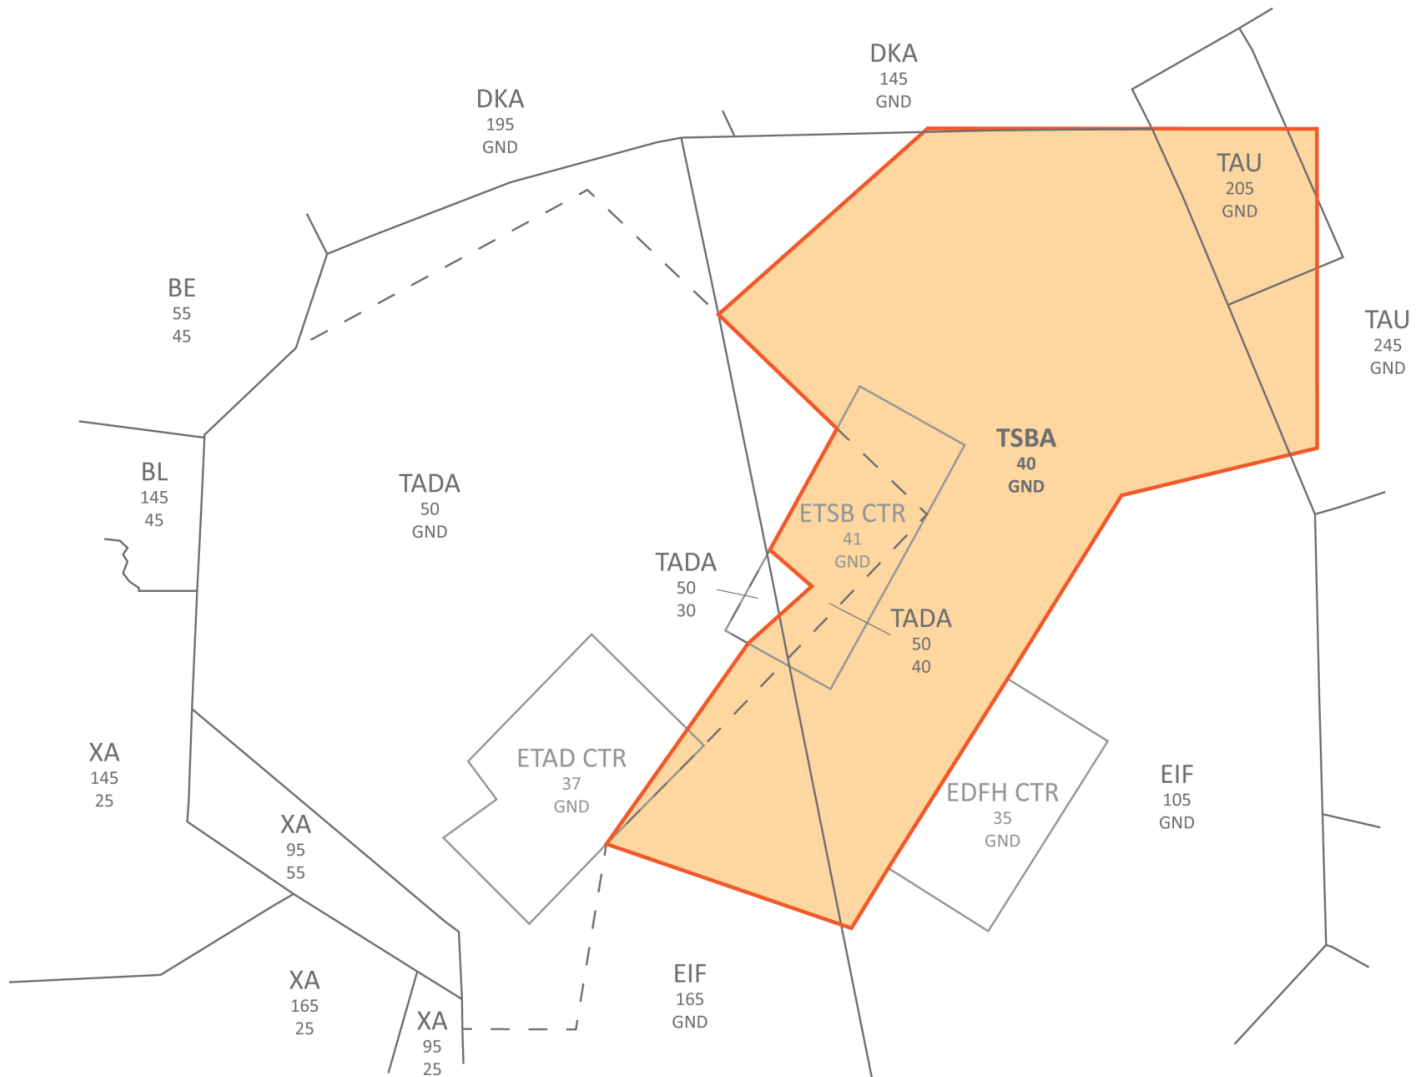 DKA
145
GND
DKA
195
GND
TAU
205
GND
BE
55
45
TAU
245
GND
TSBA
40
GND
BL
145
45
TADA
50
GND
ETSB CTR
41
GND
TADA
50
30
TADA
50
40
ETAD CTR
37
GND
XA
145
25
EIF
105
GND
EDFH CTR
35
GND
XA
95
55
EIF
165
GND
XA
165
25
XA
95
25